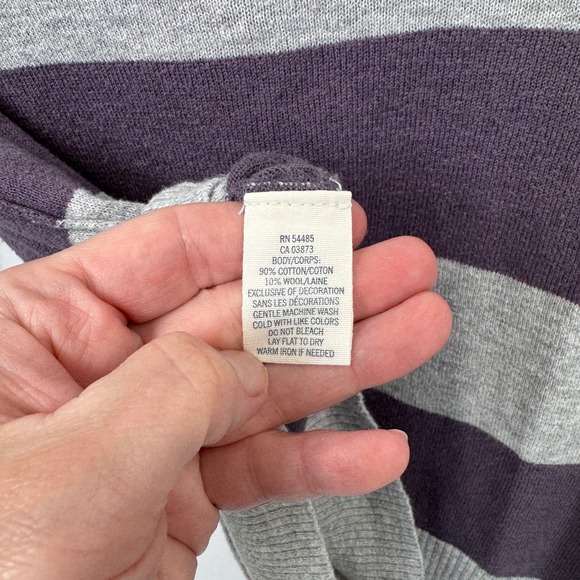 RN 54485
CA 03873
BODY/CORPS:
90% COTTON/COTON
10% WOOL/LAINE
EXCLUSIVE OF DECORATION
SANS LES DÉCORATIONS
GENTLE MACHINE WASH
COLD WITH LIKE COLORS
DO NOT BLEACH
LAY FLAT TO DRY
WARM IRON IF NEEDED